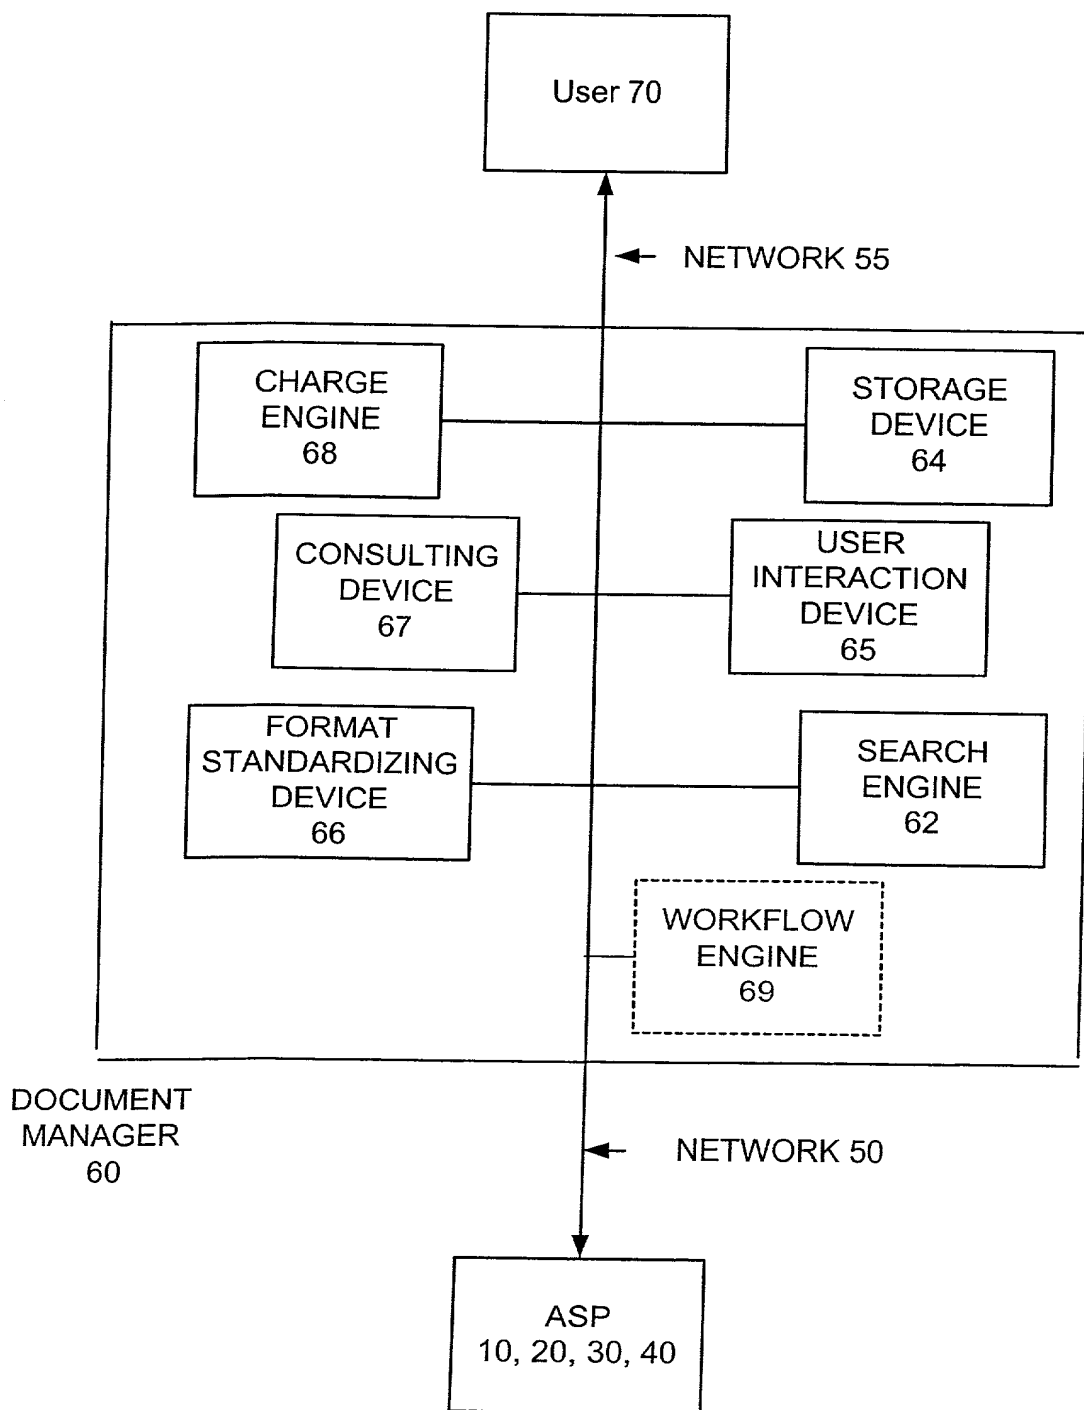 User 70
NETWORK 55
CHARGE
ENGINE
68
STORAGE
DEVICE
64
CONSULTING
DEVICE
67
USER
INTERACTION
DEVICE
65
FORMAT
STANDARDIZING
DEVICE
66
SEARCH
ENGINE
62
WORKFLOW
ENGINE
69
DOCUMENT
MANAGER
60
NETWORK 50
ASP
10, 20, 30, 40